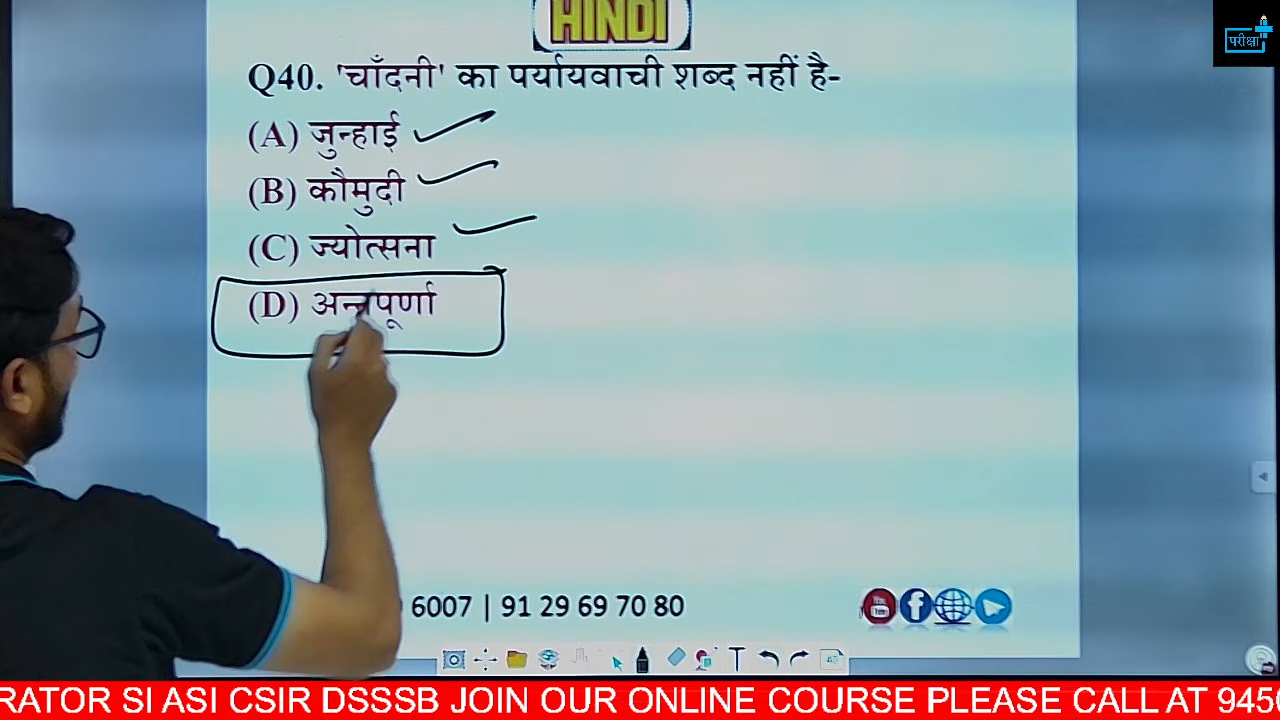 HINDI
परीक्षा
Q40. 'चाँदनी' का पर्यायवाची शब्द नहीं है-
(A) जुन्हाई
(B) कौमुदी
(C) ज्योत्सना
(D) अन्नपूर्णा
6007 | 91 29 69 70 80
RATOR SI ASI CSIR DSSSB JOIN OUR ONLINE COURSE PLEASE CALL AT 945